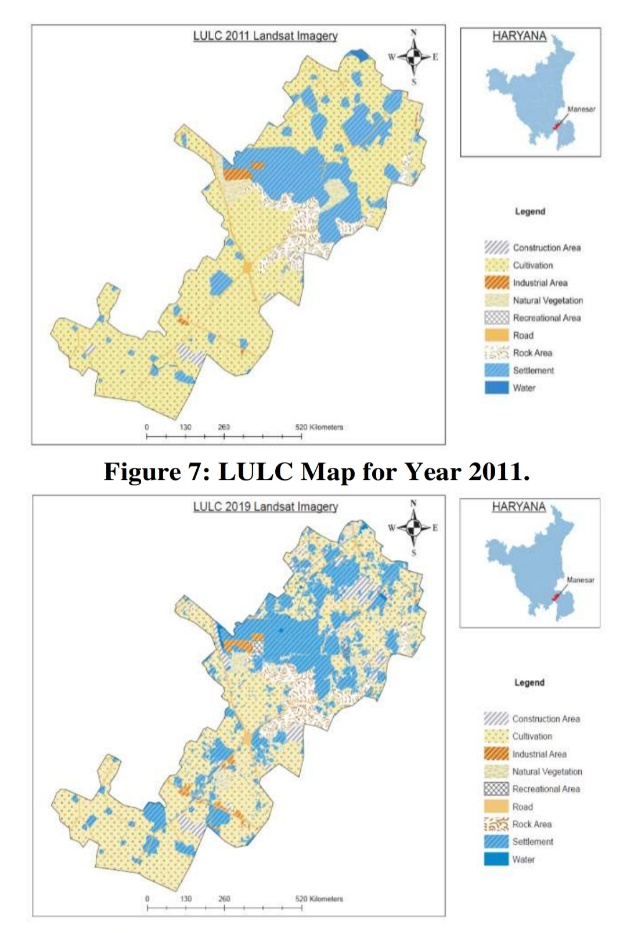 LULC 2011 Landsat Imagery
N
W E
S
HARYANA
Manesar
Legend
Construction Area
Cultivation
Industrial Area
Natural Vegetation
Recreational Area
Road
Rock Area
Settlement
Water
0 130 260 520 Kilometers
Figure 7: LULC Map for Year 2011.
LULC 2019 Landsat Imagery
N
W E
S
HARYANA
Manesar
Legend
Construction Area
Cultivation
Industrial Area
Natural Vegetation
Recreational Area
Road
Rock Area
Settlement
Water
0 130 260 520 Kilometers